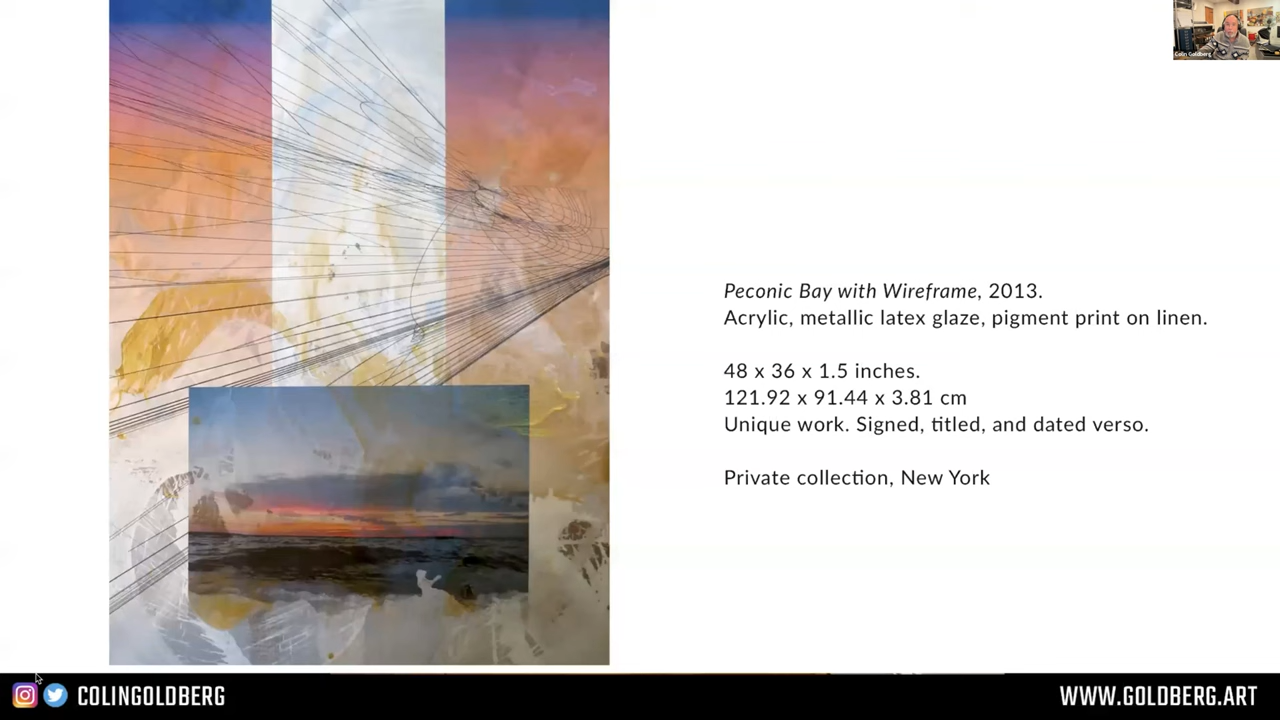 Colin Goldberg
Peconic Bay with Wireframe, 2013.
Acrylic, metallic latex glaze, pigment print on linen.
48 x 36 x 1.5 inches.
121.92 x 91.44 x 3.81 cm
Unique work. Signed, titled, and dated verso.
Private collection, New York
COLINGOLDBERG
WWW.GOLDBERG.ART